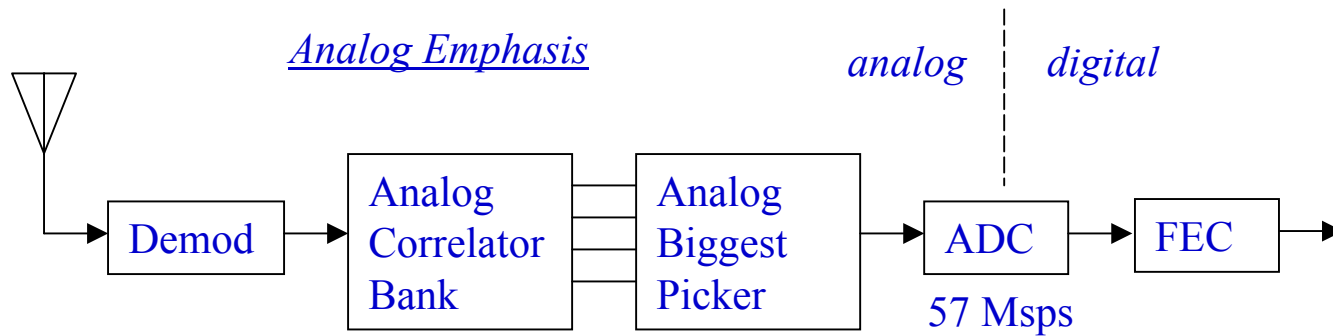 Analog Emphasis
analog
digital
Demod
Analog
Correlator
Bank
Analog
Biggest
Picker
ADC
57 Msps
FEC